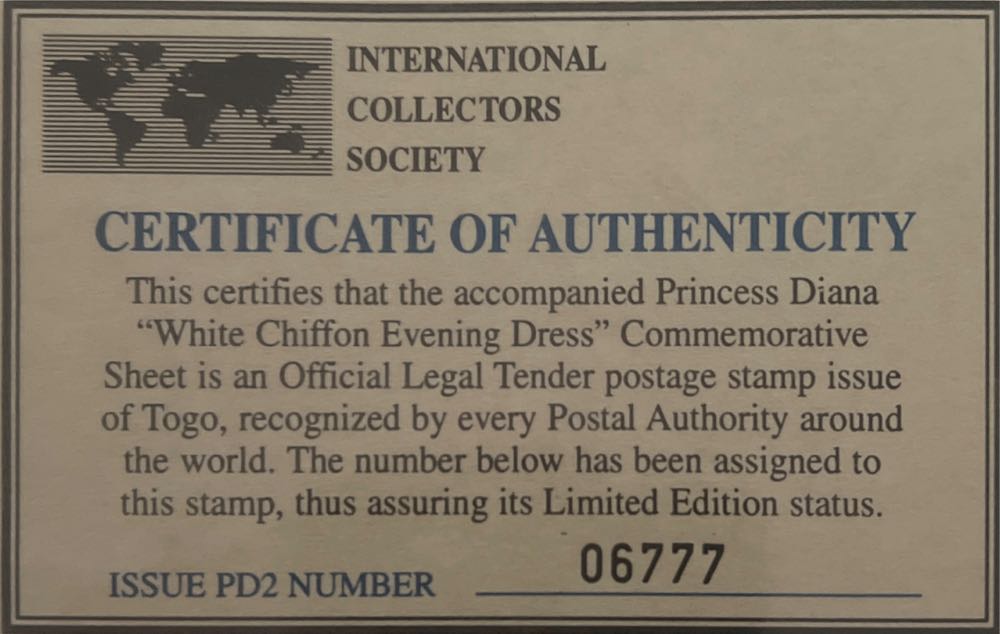 INTERNATIONAL
COLLECTORS
SOCIETY
CERTIFICATE OF AUTHENTICITY
This certifies that the accompanied Princess Diana
“White Chiffon Evening Dress” Commemorative
Sheet is an Official Legal Tender postage stamp issue
of Togo, recognized by every Postal Authority around
the world. The number below has been assigned to
this stamp, thus assuring its Limited Edition status.
ISSUE PD2 NUMBER 06777